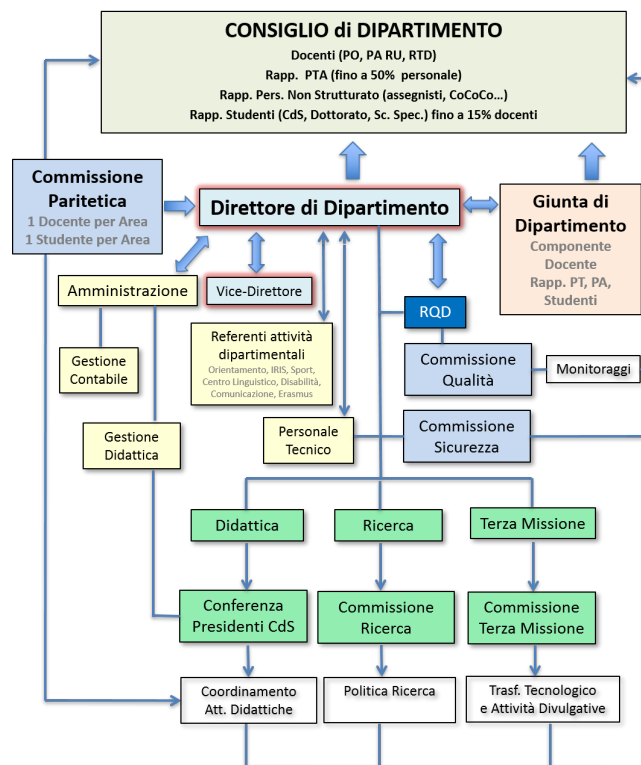 CONSIGLIO di DIPARTIMENTO
Docenti (PO, PA RU, RTD)
Rapp. PTA (fino a 50% personale)
Rapp. Pers. Non Strutturato (assegnisti, CoCoCo...)
Rapp. Studenti (CdS, Dottorato, Sc. Spec.) fino a 15% docenti
Commissione
Paritetica
1 Docente per Area
1 Studente per Area
Direttore di Dipartimento
Giunta di
Dipartimento
Componente
Docente
Rapp. PT, PA,
Studenti
Amministrazione
Vice-Direttore
RQD
Referenti attività
dipartimentali
Orientamento, IRIS, Sport,
Centro Linguistico, Disabilità,
Comunicazione, Erasmus
Gestione
Contabile
Commissione
Qualità
Monitoraggi
Gestione
Didattica
Personale
Tecnico
Commissione
Sicurezza
Didattica
Ricerca
Terza Missione
Conferenza
Presidenti CdS
Commissione
Ricerca
Commissione
Terza Missione
Coordinamento
Att. Didattiche
Politica Ricerca
Trasf. Tecnologico
e Attività Divulgative